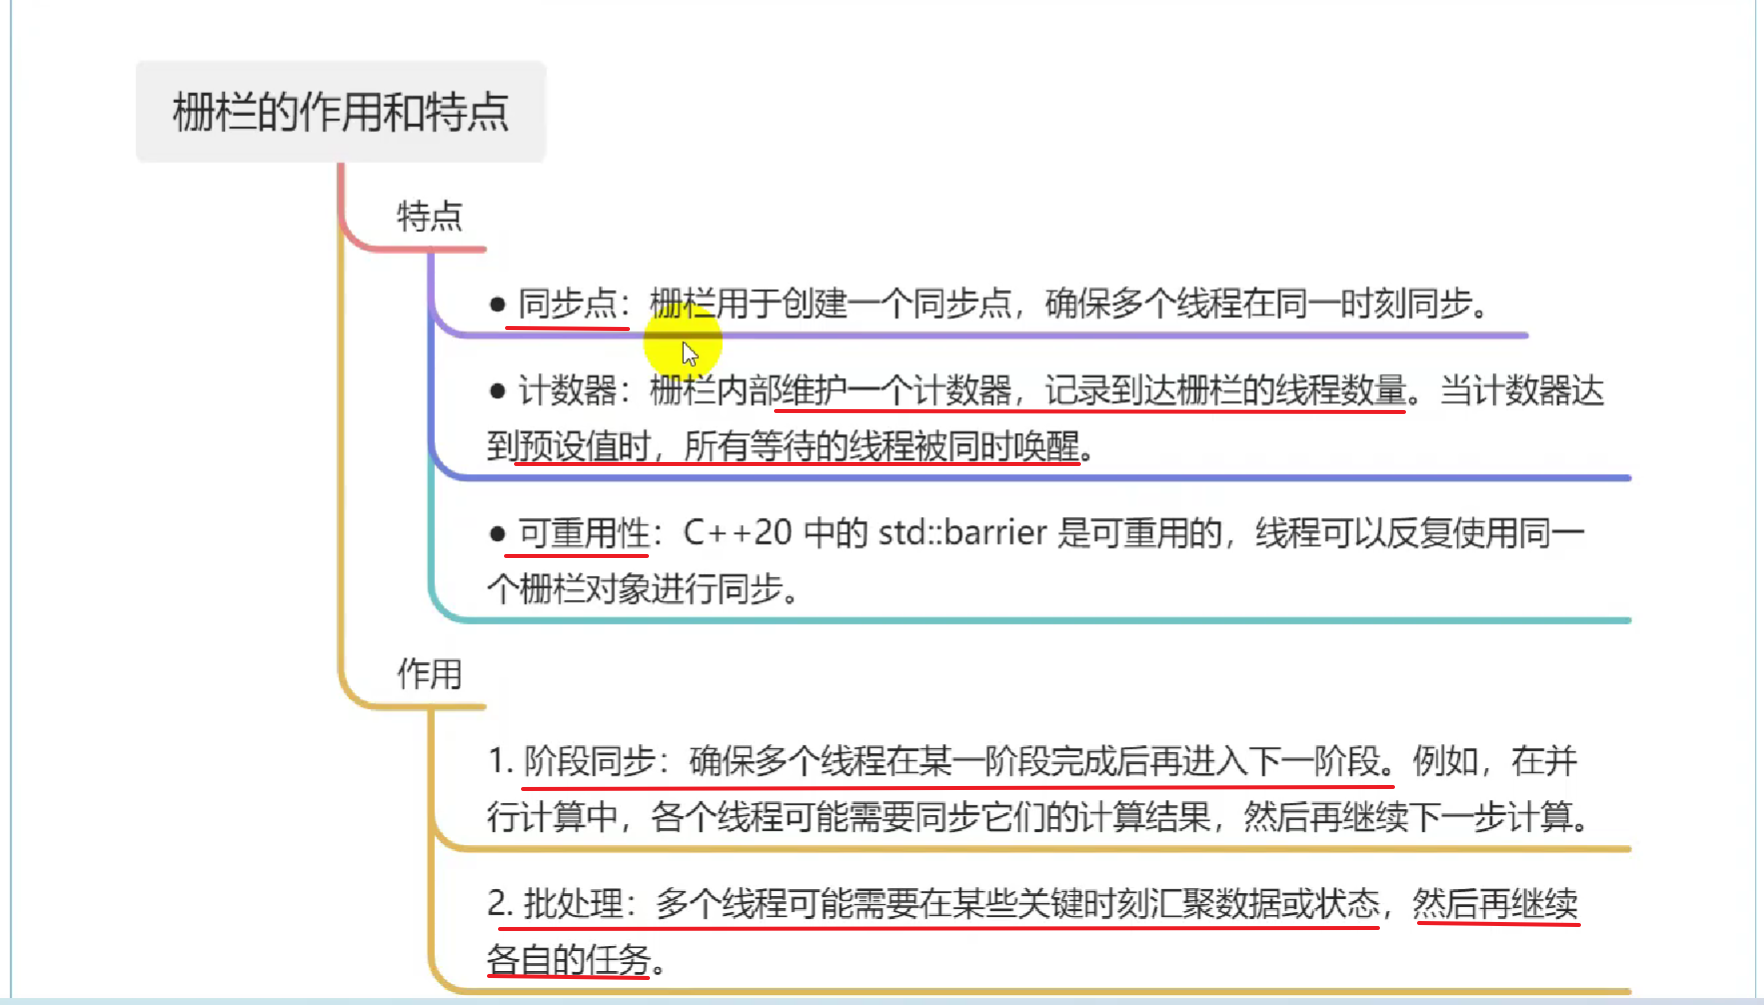 栅栏的作用和特点
特点
● 同步点：栅栏用于创建一个同步点，确保多个线程在同一时刻同步。
● 计数器：栅栏内部维护一个计数器，记录到达栅栏的线程数量。当计数器达
到预设值时，所有等待的线程被同时唤醒。
● 可重用性：C++20 中的 std::barrier 是可重用的，线程可以反复使用同一
个栅栏对象进行同步。
作用
1. 阶段同步：确保多个线程在某一阶段完成后再进入下一阶段。例如，在并
行计算中，各个线程可能需要同步它们的计算结果，然后再继续下一步计算。
2. 批处理：多个线程可能需要在某些关键时刻汇聚数据或状态，然后再继续
各自的任务。